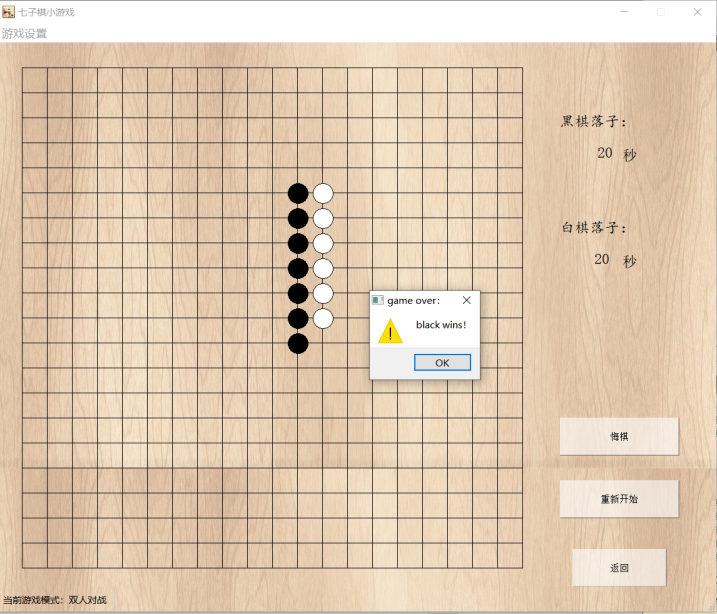 七子棋小游戏
游戏设置
黑棋落子：
20 秒
白棋落子：
20 秒
game over:
black wins!
OK
悔棋
重新开始
返回
当前游戏模式：双人对战